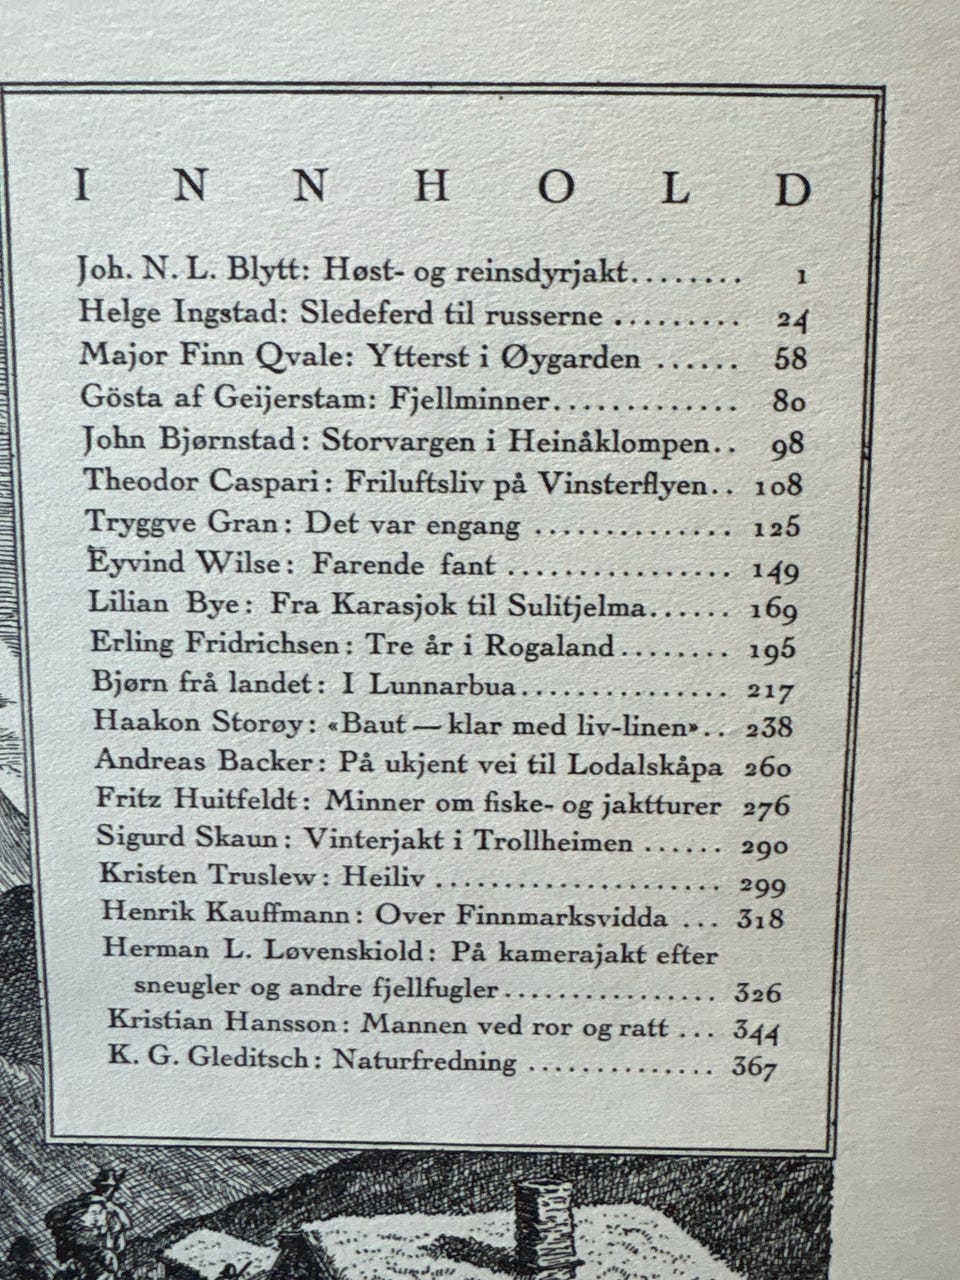 INNHOLD
Joh. N. L. Blytt: Høst- og reinsdyrjakt........ 1
Helge Ingstad: Sledeferd til russerne ......... 24
Major Finn Qvale: Ytterst i Øygarden ...... 58
Gösta af Geijerstam: Fjellminner............. 80
John Bjørnstad: Storvargen i Heinåklompen.. 98
Theodor Caspari: Friluftsliv på Vinsterflyen.. 108
Tryggve Gran: Det var engang .............. 125
Eyvind Wilse: Farende fant ................ 149
Lilian Bye: Fra Karasjok til Sulitjelma...... 169
Erling Fridrichsen: Tre år i Rogaland........ 195
Bjørn frå landet: I Lunnarbua............... 217
Haakon Storøy: «Baut — klar med liv-linen».. 238
Andreas Backer: På ukjent vei til Lodalskåpa 260
Fritz Huitfeldt: Minner om fiske- og jaktturer 276
Sigurd Skaun: Vinterjakt i Trollheimen ...... 290
Kristen Truslew: Heiliv ..................... 299
Henrik Kauffmann: Over Finnmarksvidda ... 318
Herman L. Løvenskiold: På kamerajakt efter
sneugler og andre fjellfugler................ 326
Kristian Hansson: Mannen ved ror og ratt ... 344
K. G. Gleditsch: Naturfredning .............. 367